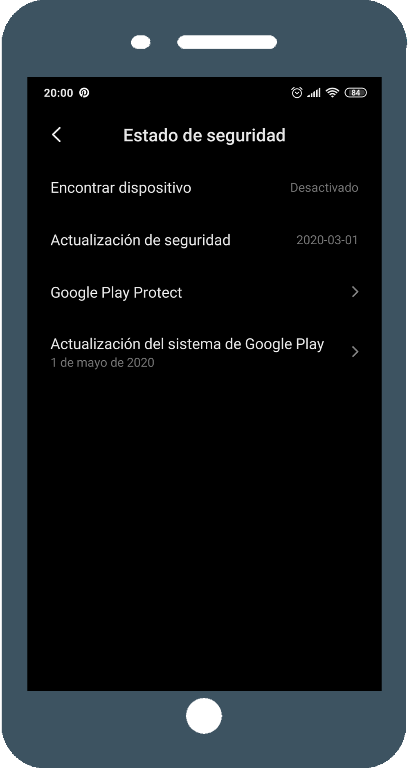 20:00
84
Estado de seguridad
Encontrar dispositivo Desactivado
Actualización de seguridad 2020-03-01
Google Play Protect
Actualización del sistema de Google Play
1 de mayo de 2020